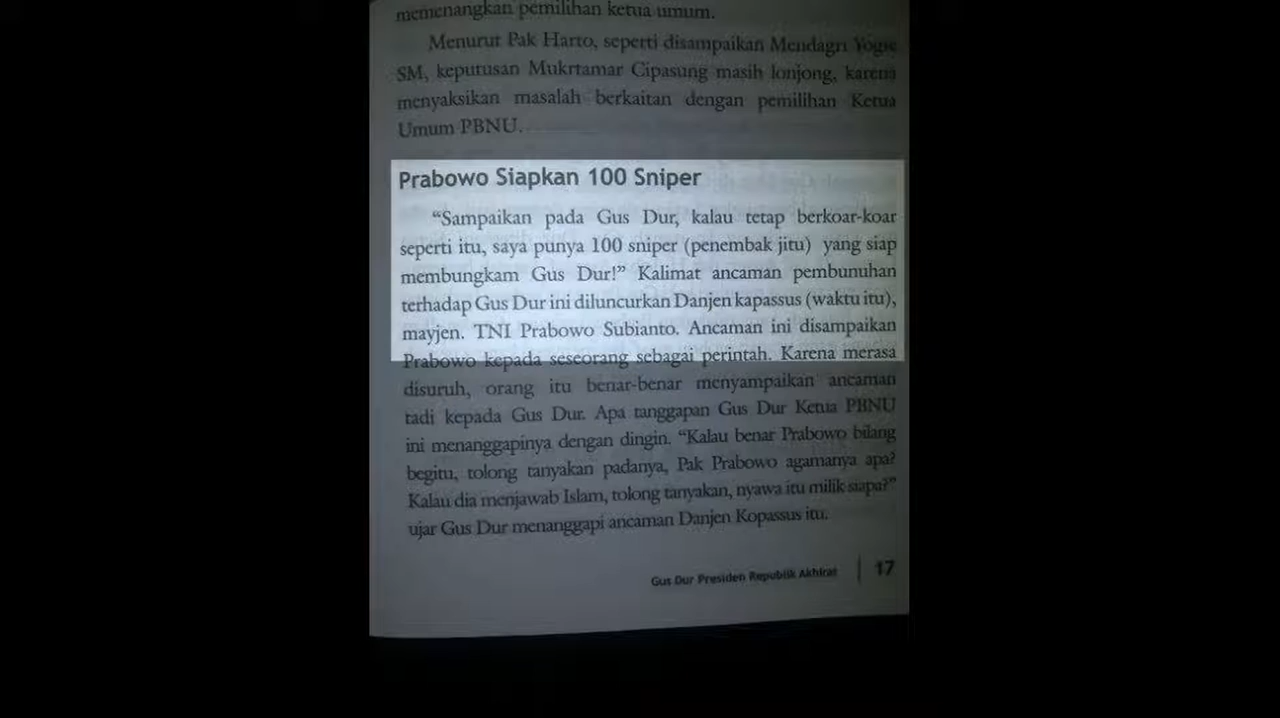 memenangkan pemilihan ketua umum.
Menurut Pak Harto, seperti disampaikan Mendagri Yogie
SM, keputusan Mukrtamar Cipasung masih lonjong, karena
menyaksikan masalah berkaitan dengan pemilihan Ketua
Umum PBNU.
Prabowo Siapkan 100 Sniper
“Sampaikan pada Gus Dur, kalau tetap berkoar-koar
seperti itu, saya punya 100 sniper (penembak jitu) yang siap
membungkam Gus Dur!” Kalimat ancaman pembunuhan
terhadap Gus Dur ini diluncurkan Danjen kapassus (waktu itu),
mayjen. TNI Prabowo Subianto. Ancaman ini disampaikan
Prabowo kepada seseorang sebagai perintah. Karena merasa
disuruh, orang itu benar-benar menyampaikan ancaman
tadi kepada Gus Dur. Apa tanggapan Gus Dur Ketua PBNU
ini menanggapinya dengan dingin. “Kalau benar Prabowo bilang
begitu, tolong tanyakan padanya, Pak Prabowo agamanya apa?
Kalau dia menjawab Islam, tolong tanyakan, nyawa itu milik siapa?”
ujar Gus Dur menanggapi ancaman Danjen Kopassus itu.
Gus Dur Presiden Republik Akhirat | 17